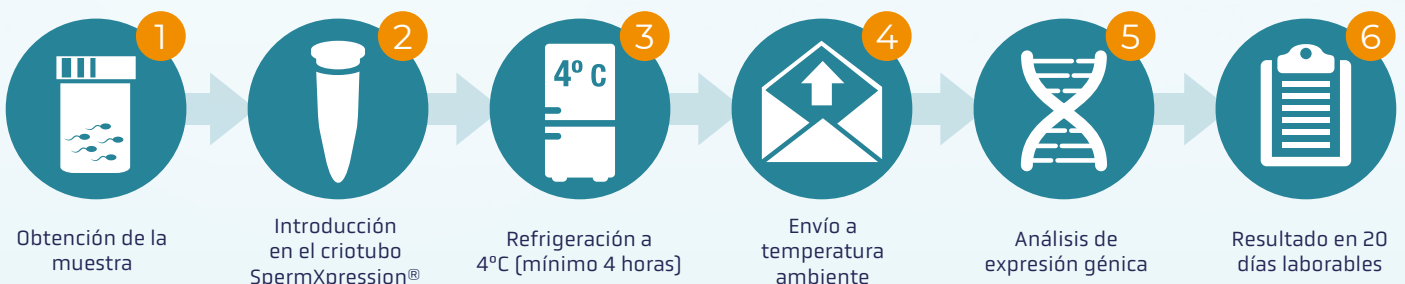 1
Obtención de la
muestra
2
Introducción
en el criotubo
SpermXpression®
3
4º C
Refrigeración a
4ºC (mínimo 4 horas)
4
Envío a
temperatura
ambiente
5
Análisis de
expresión génica
6
Resultado en 20
días laborables